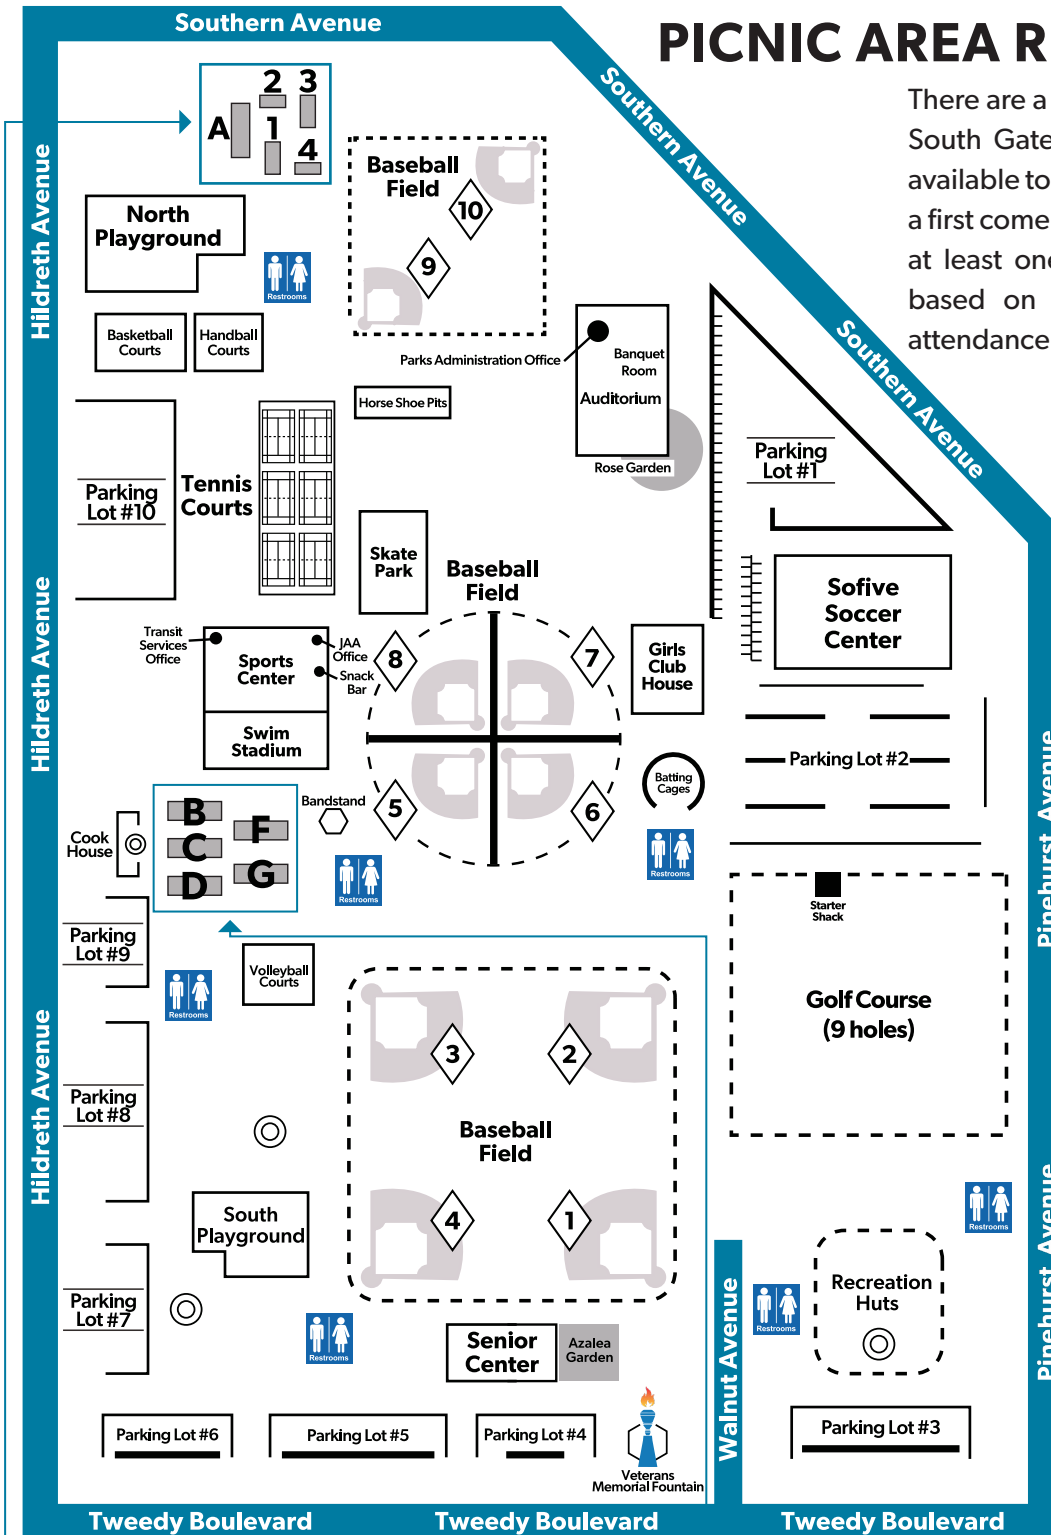 Southern Avenue
PICNIC AREA R
There are a
South Gate
available to
a first come
at least one
based on
attendance
Southern Avenue
Southern Avenue
Hildreth Avenue
A
2
3
1
4
North
Playground
Restrooms
Baseball
Field
10
9
Basketball
Courts
Handball
Courts
Parks Administration Office
Banquet
Room
Auditorium
Rose Garden
Horse Shoe Pits
Parking
Lot #1
Parking
Lot #10
Tennis
Courts
Skate
Park
Baseball
Field
Sofive
Soccer
Center
Hildreth Avenue
Transit
Services
Office
Sports
Center
JAA
Office
Snack
Bar
8
7
Girls
Club
House
Swim
Stadium
Parking Lot #2
Batting
Cages
5
6
Bandstand
B
C
D
F
G
Cook
House
Restrooms
Restrooms
Pinehurst Avenue
Starter
Shack
Parking
Lot #9
Volleyball
Courts
Restrooms
Golf Course
(9 holes)
Hildreth Avenue
3
2
Parking
Lot #8
Baseball
Field
4
1
South
Playground
Restrooms
Pinehurst Avenue
Parking
Lot #7
Recreation
Huts
Restrooms
Restrooms
Senior
Center
Azalea
Garden
Walnut Avenue
Parking Lot #6
Parking Lot #5
Parking Lot #4
Parking Lot #3
Veterans
Memorial Fountain
Tweedy Boulevard
Tweedy Boulevard
Tweedy Boulevard